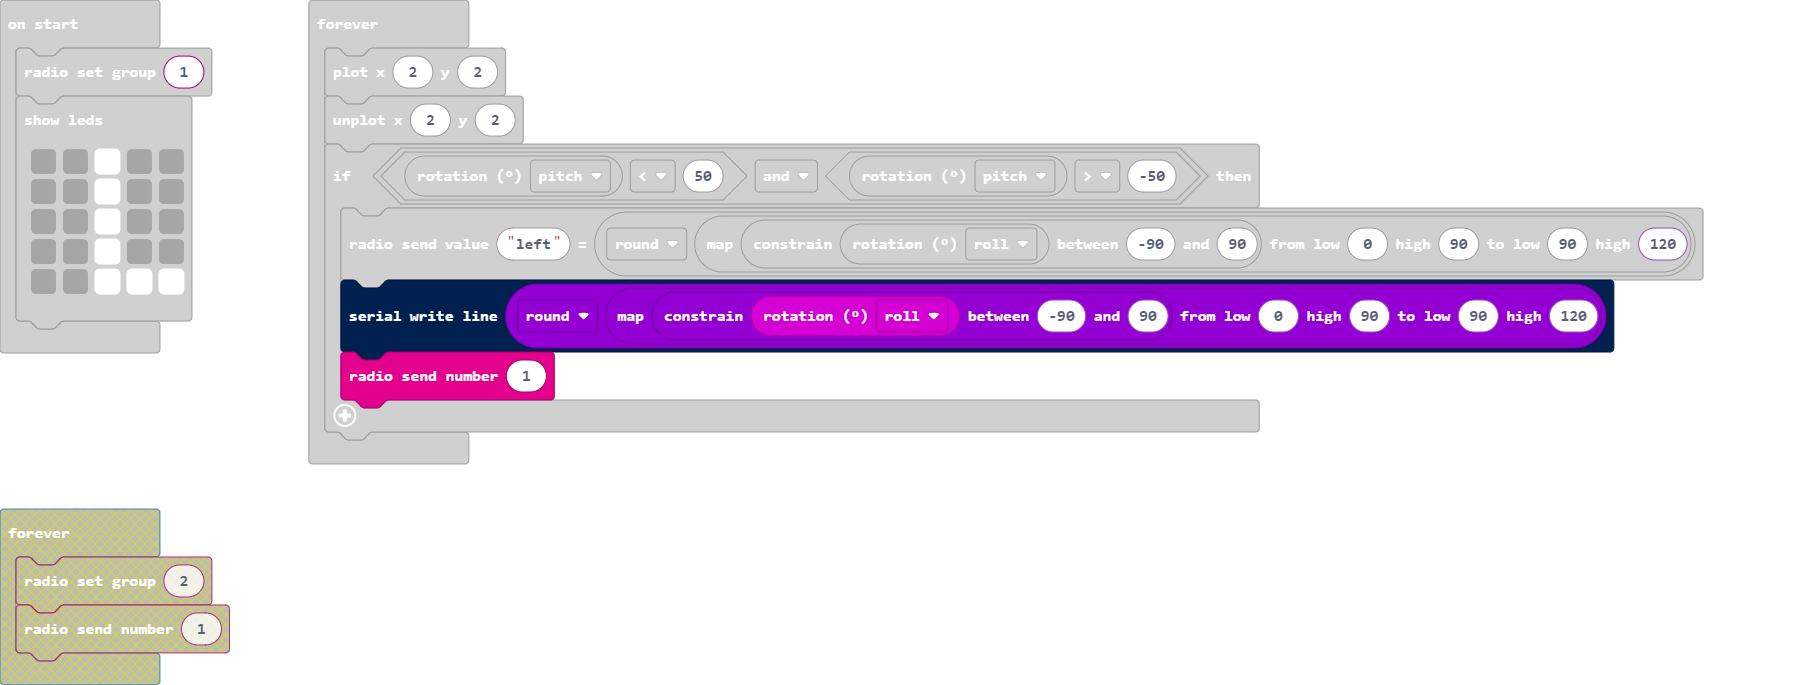 on start
radio set group 1
show leds
forever
plot x 2 y 2
unplot x 2 y 2
if rotation (º) pitch < 50 and rotation (º) pitch > -50 then
radio send value "left" = round map constrain rotation (º) roll between -90 and 90 from low 0 high 90 to low 90 high 120
serial write line round map constrain rotation (º) roll between -90 and 90 from low 0 high 90 to low 90 high 120
radio send number 1
forever
radio set group 2
radio send number 1